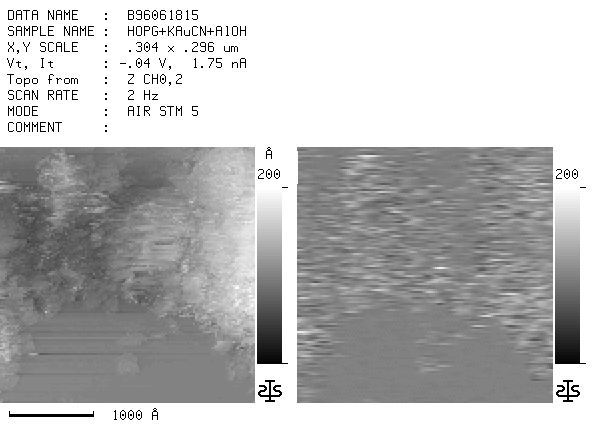 DATA NAME : B96061815
SAMPLE NAME : HOPG+KAuCN+AlOH
X,Y SCALE : .304 x .296 um
Vt, It : -.04 V, 1.75 nA
Topo from : Z CH0,2
SCAN RATE : 2 Hz
MODE : AIR STM 5
COMMENT :
Å
200 200
1000 Å